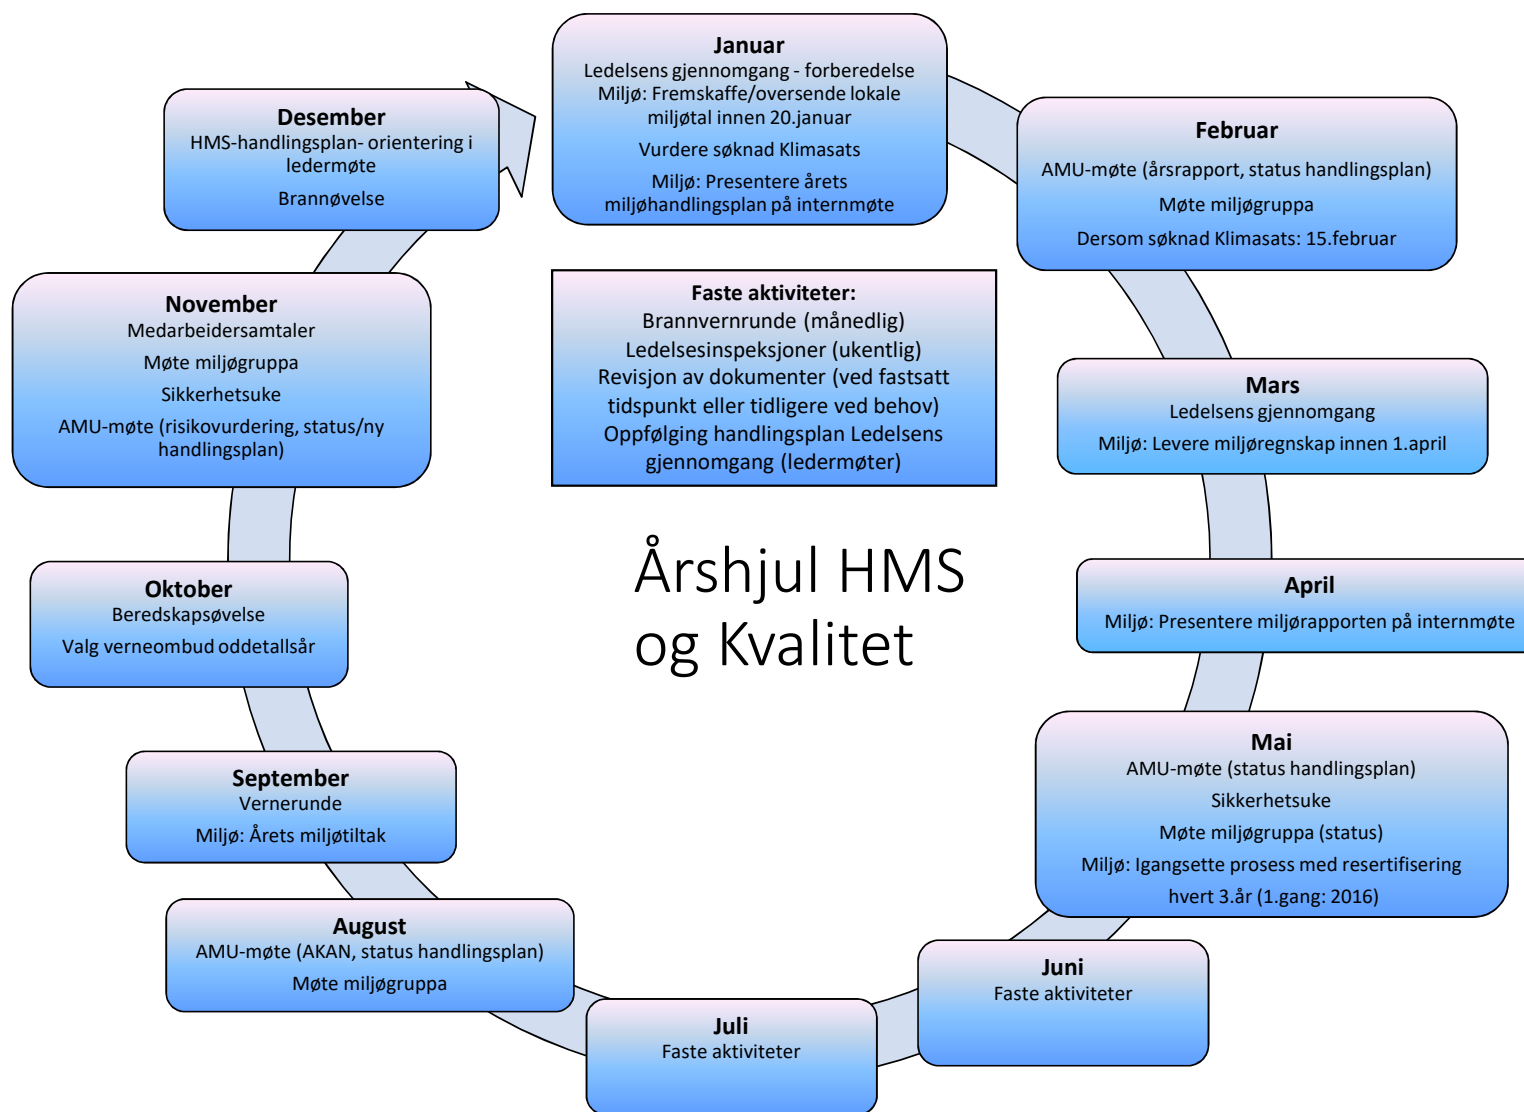 Januar
Ledelsens gjennomgang - forberedelse
Miljø: Fremskaffe/oversende lokale
miljøtal innen 20.januar
Vurdere søknad Klimasats
Miljø: Presentere årets
miljøhandlingsplan på internmøte
Februar
AMU-møte (årsrapport, status handlingsplan)
Møte miljøgruppa
Dersom søknad Klimasats: 15.februar
Mars
Ledelsens gjennomgang
Miljø: Levere miljøregnskap innen 1.april
April
Miljø: Presentere miljørapporten på internmøte
Mai
AMU-møte (status handlingsplan)
Sikkerhetsuke
Møte miljøgruppa (status)
Miljø: Igangsette prosess med resertifisering
hvert 3.år (1.gang: 2016)
Juni
Faste aktiviteter
Juli
Faste aktiviteter
August
AMU-møte (AKAN, status handlingsplan)
Møte miljøgruppa
September
Vernerunde
Miljø: Årets miljøtiltak
Oktober
Beredskapsøvelse
Valg verneombud oddetallsår
November
Medarbeidersamtaler
Møte miljøgruppa
Sikkerhetsuke
AMU-møte (risikovurdering, status/ny
handlingsplan)
Desember
HMS-handlingsplan- orientering i
ledermøte
Brannøvelse
Faste aktiviteter:
Brannvernrunde (månedlig)
Ledelsesinspeksjoner (ukentlig)
Revisjon av dokumenter (ved fastsatt
tidspunkt eller tidligere ved behov)
Oppfølging handlingsplan Ledelsens
gjennomgang (ledermøter)
Årshjul HMS
og Kvalitet